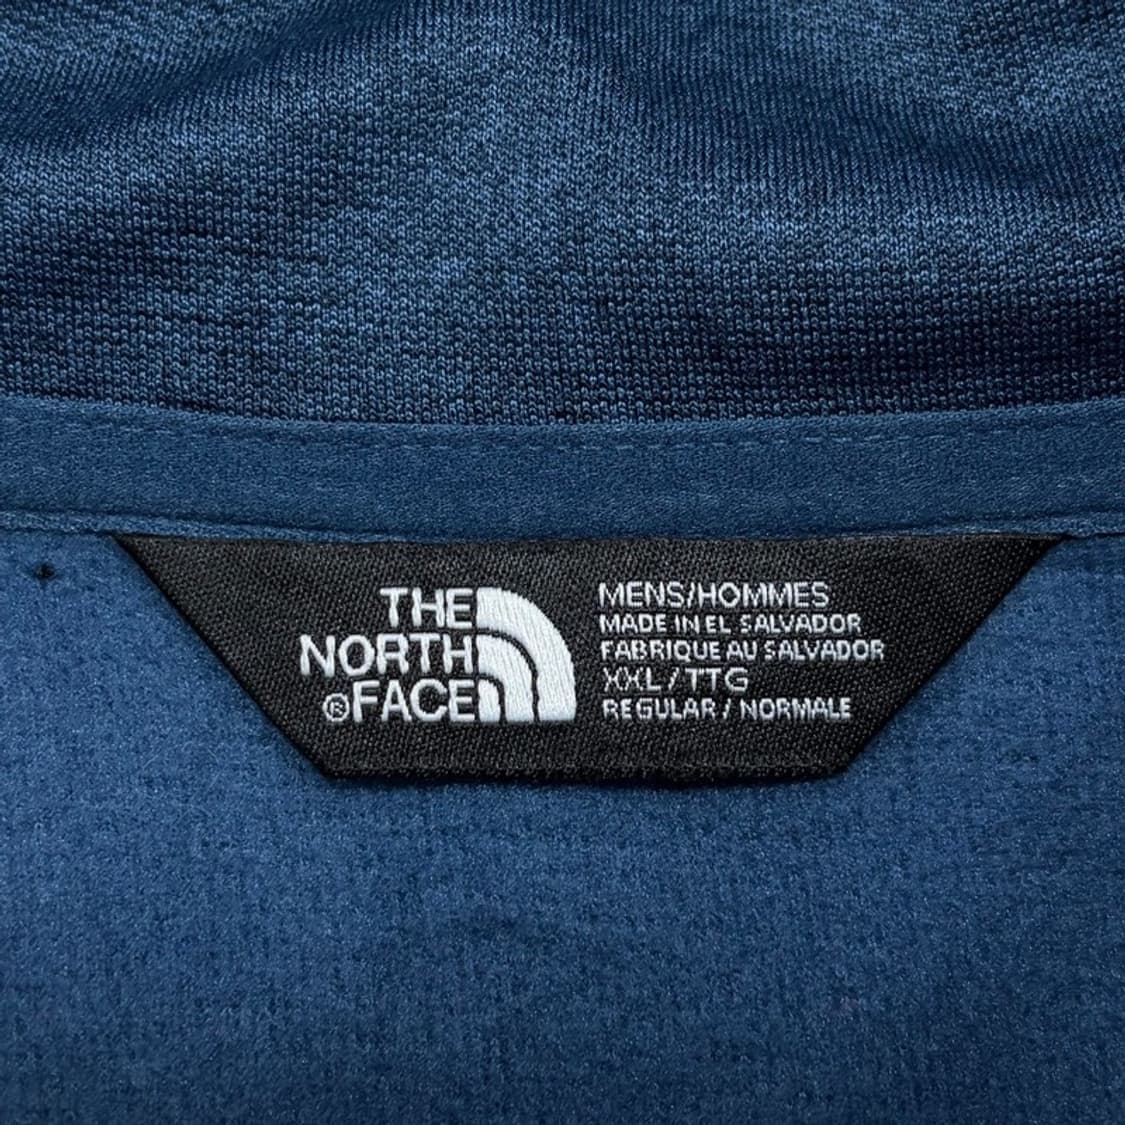 THE
NORTH
®FACE
MENS/HOMMES
MADE IN EL SALVADOR
FABRIQUE AU SALVADOR
XXL/TTG
REGULAR / NORMALE